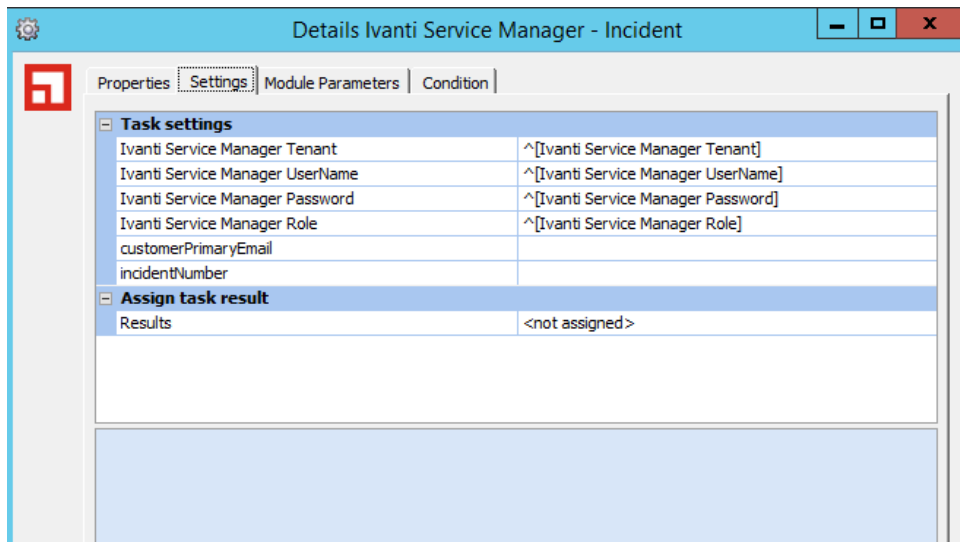 Details Ivanti Service Manager - Incident
Properties Settings Module Parameters Condition
Task settings
Ivanti Service Manager Tenant ^[Ivanti Service Manager Tenant]
Ivanti Service Manager UserName ^[Ivanti Service Manager UserName]
Ivanti Service Manager Password ^[Ivanti Service Manager Password]
Ivanti Service Manager Role ^[Ivanti Service Manager Role]
customerPrimaryEmail
incidentNumber
Assign task result
Results <not assigned>